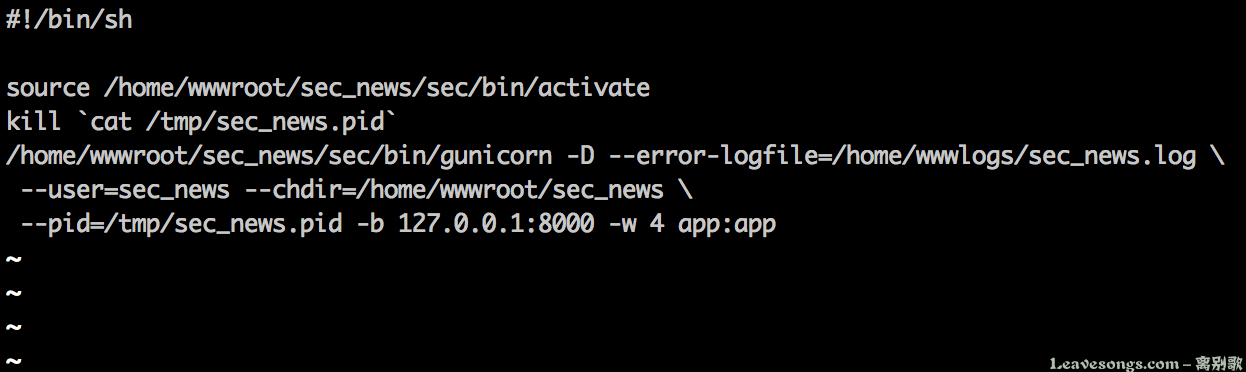 #!/bin/sh
source /home/wwwroot/sec_news/sec/bin/activate
kill `cat /tmp/sec_news.pid`
/home/wwwroot/sec_news/sec/bin/gunicorn -D --error-logfile=/home/wwwlogs/sec_news.log \
--user=sec_news --chdir=/home/wwwroot/sec_news \
--pid=/tmp/sec_news.pid -b 127.0.0.1:8000 -w 4 app:app
~
~
~
~
Leavesongs.com – 离别歌